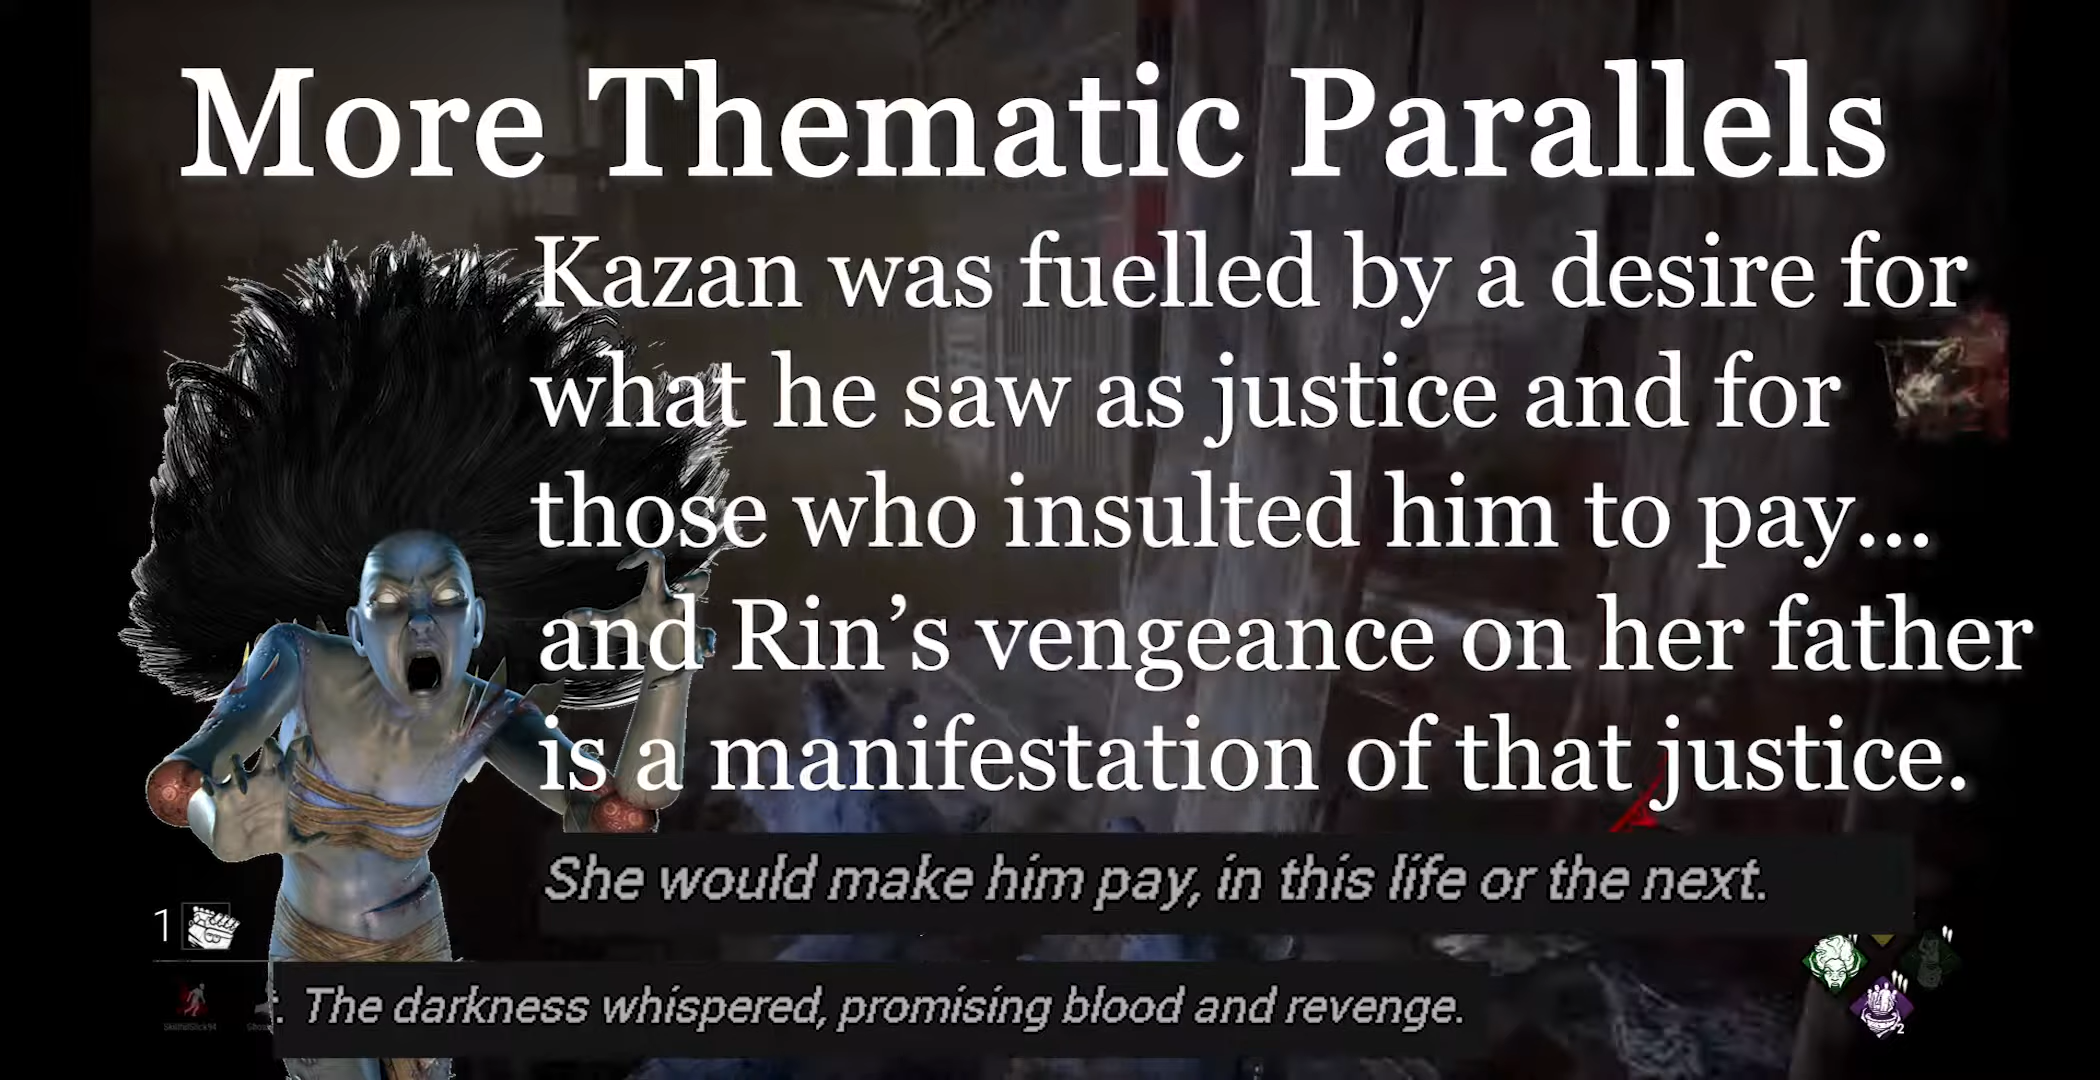 More Thematic Parallels
Kazan was fuelled by a desire for
what he saw as justice and for
those who insulted him to pay...
and Rin’s vengeance on her father
is a manifestation of that justice.
She would make him pay, in this life or the next.
1
. The darkness whispered, promising blood and revenge.
2